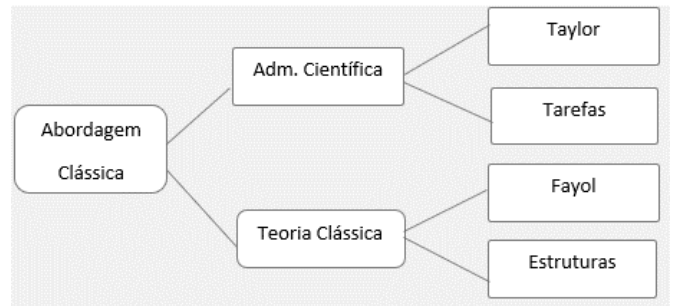 Abordagem
Clássica
Adm. Científica
Taylor
Tarefas
Teoria Clássica
Fayol
Estruturas